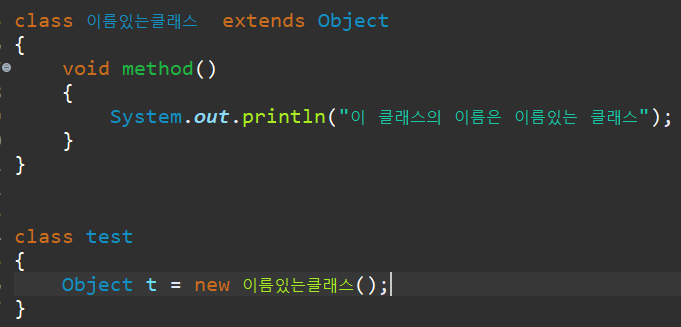 class 이름있는클래스  extends Object
{
    void method()
    {
        System.out.println("이 클래스의 이름은 이름있는 클래스");
    }
}
class test
{
    Object t = new 이름있는클래스();
}